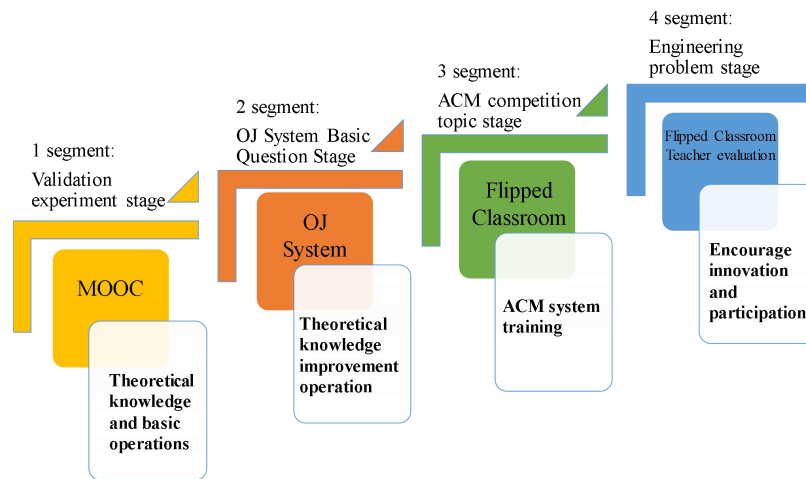 1 segment:
Validation
experiment stage
MOOC
Theoretical
knowledge
and basic
operations
2 segment:
OJ System Basic
Question Stage
OJ
System
Theoretical
knowledge
improvement
operation
3 segment:
ACM competition
topic stage
Flipped
Classroom
ACM system
training
4 segment:
Engineering
problem stage
Flipped Classroom
Teacher evaluation
Encourage
innovation
and
participation